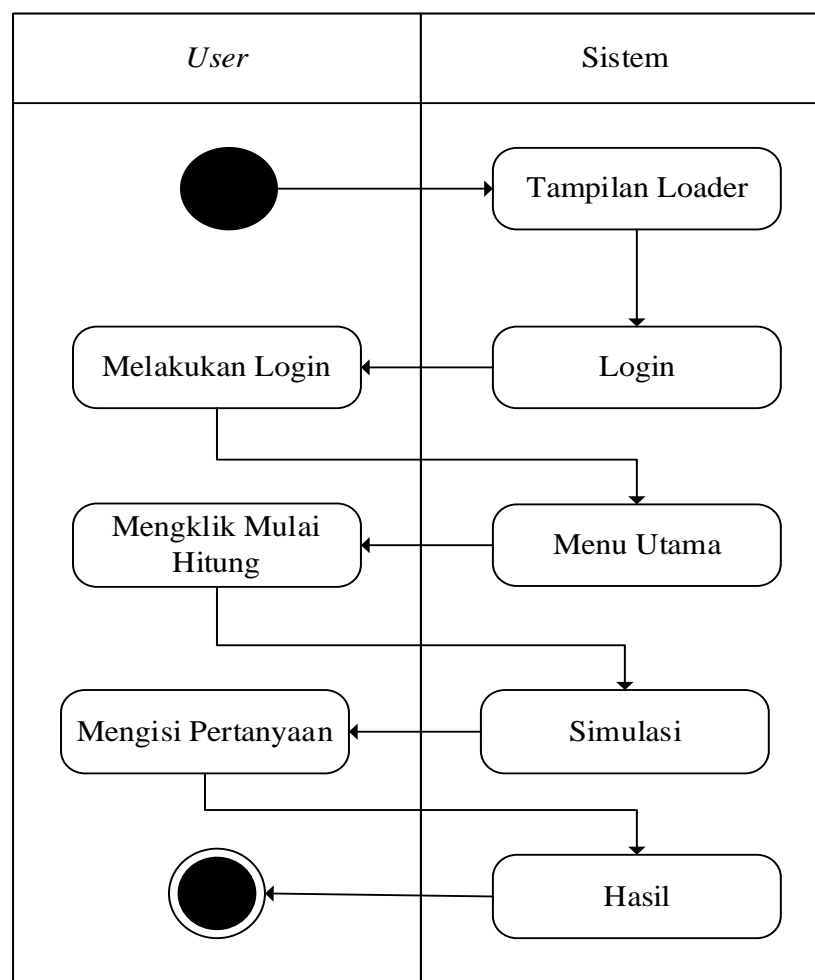 User
Sistem
Tampilan Loader
Melakukan Login
Login
Mengklik Mulai
Hitung
Menu Utama
Mengisi Pertanyaan
Simulasi
Hasil